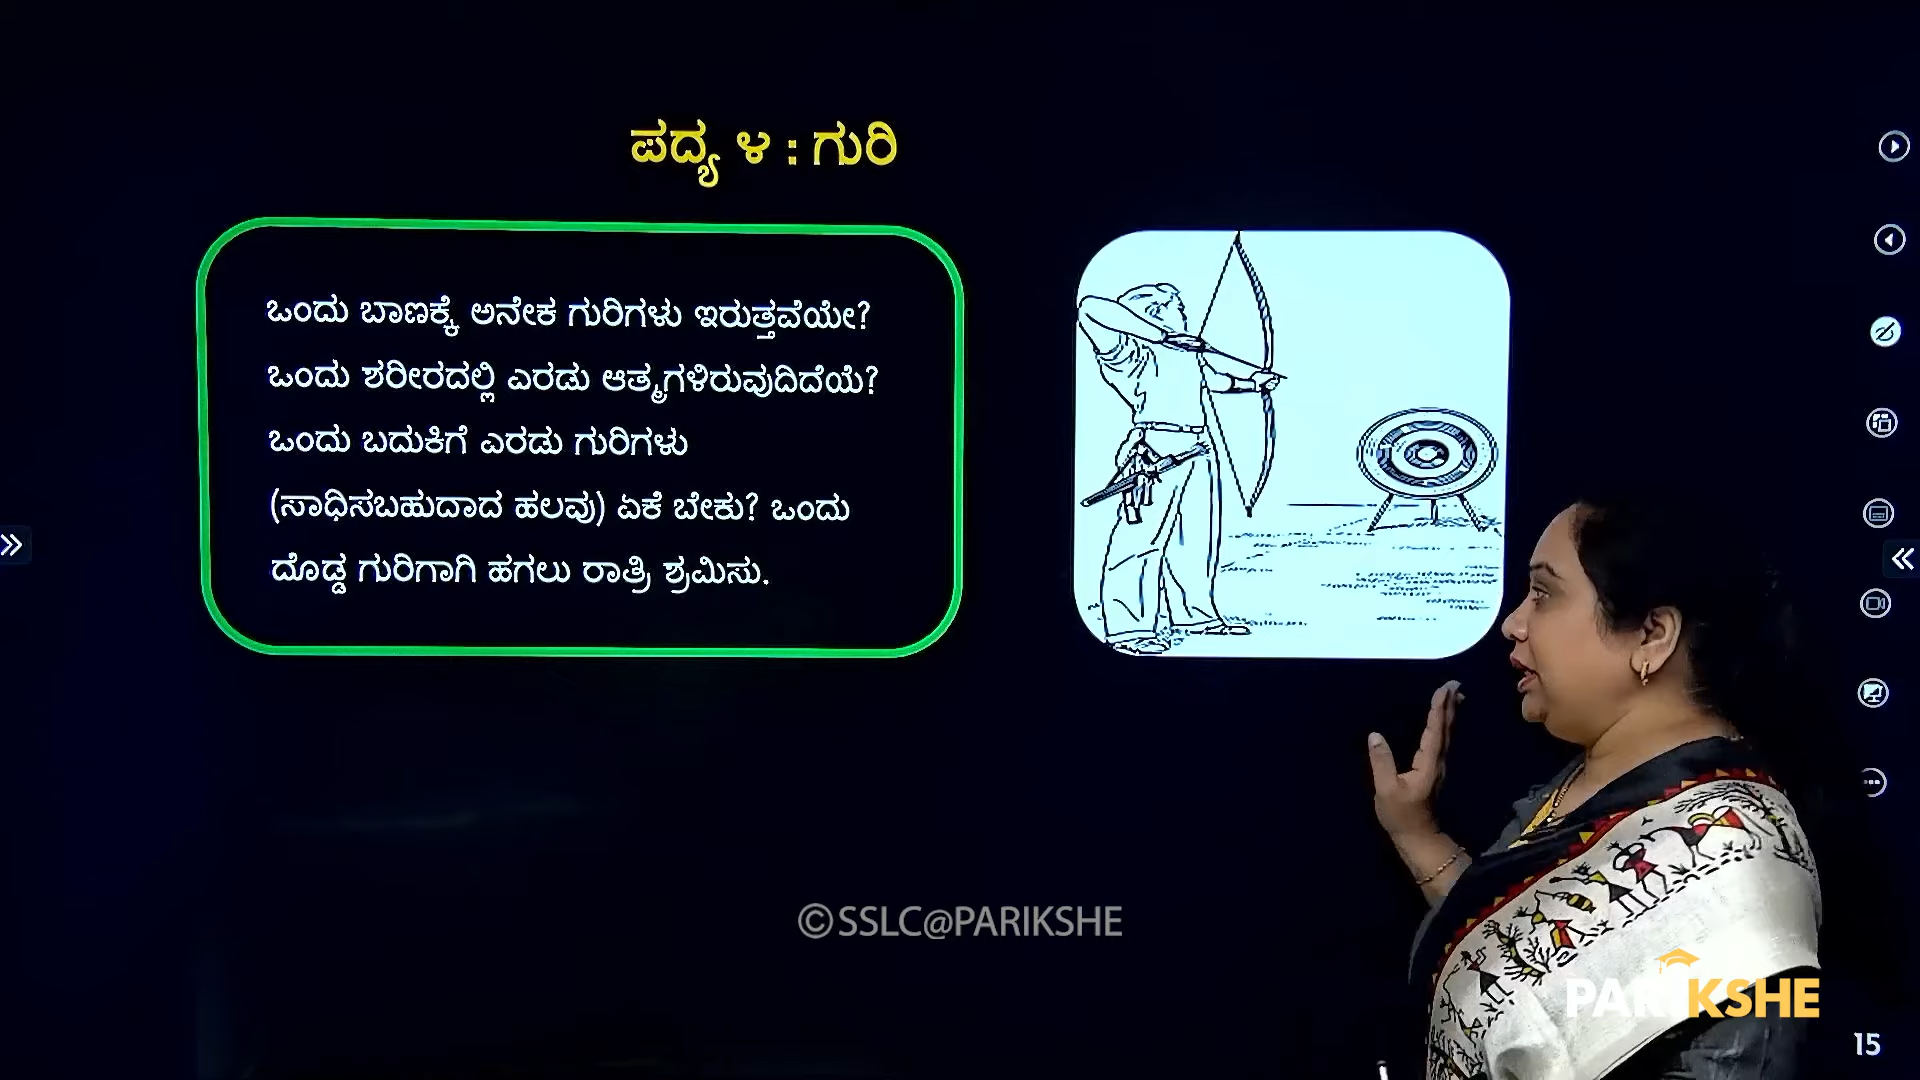 ಪದ್ಯ ೪ : ಗುರಿ
ಒಂದು ಬಾಣಕ್ಕೆ ಅನೇಕ ಗುರಿಗಳು ಇರುತ್ತವೆಯೇ?
ಒಂದು ಶರೀರದಲ್ಲಿ ಎರಡು ಆತ್ಮಗಳಿರುವುದಿದೆಯೆ?
ಒಂದು ಬದುಕಿಗೆ ಎರಡು ಗುರಿಗಳು
(ಸಾಧಿಸಬಹುದಾದ ಹಲವು) ಏಕೆ ಬೇಕು? ಒಂದು
ದೊಡ್ಡ ಗುರಿಗಾಗಿ ಹಗಲು ರಾತ್ರಿ ಶ್ರಮಿಸು.
©SSLC@PARIKSHE
PARIKSHE
15